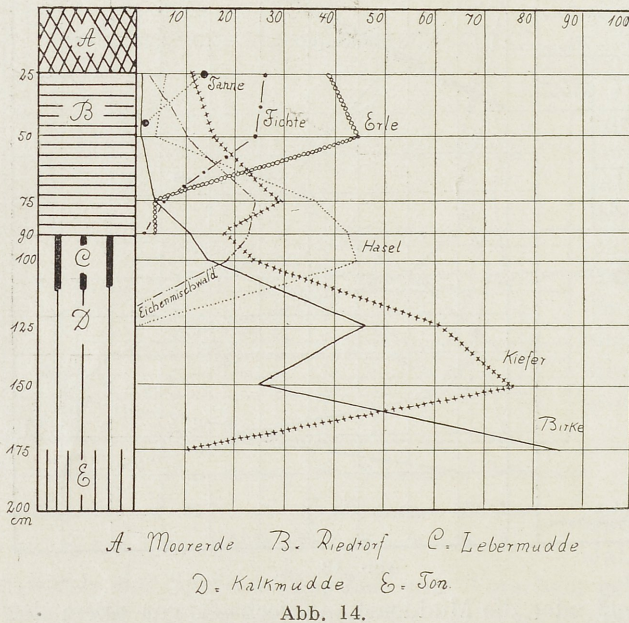 10 20 30 40 50 60 70 80 90 100
A
25
Tanne
B
Fichte
Erle
50
75
90
Hasel
C
100
Eichenmischwald
D
125
Kiefer
150
Birke
175
E
200
cm
A = Moorerde B = Riedtorf C = Lebermudde
D = Kalkmudde E = Ton.
Abb. 14.